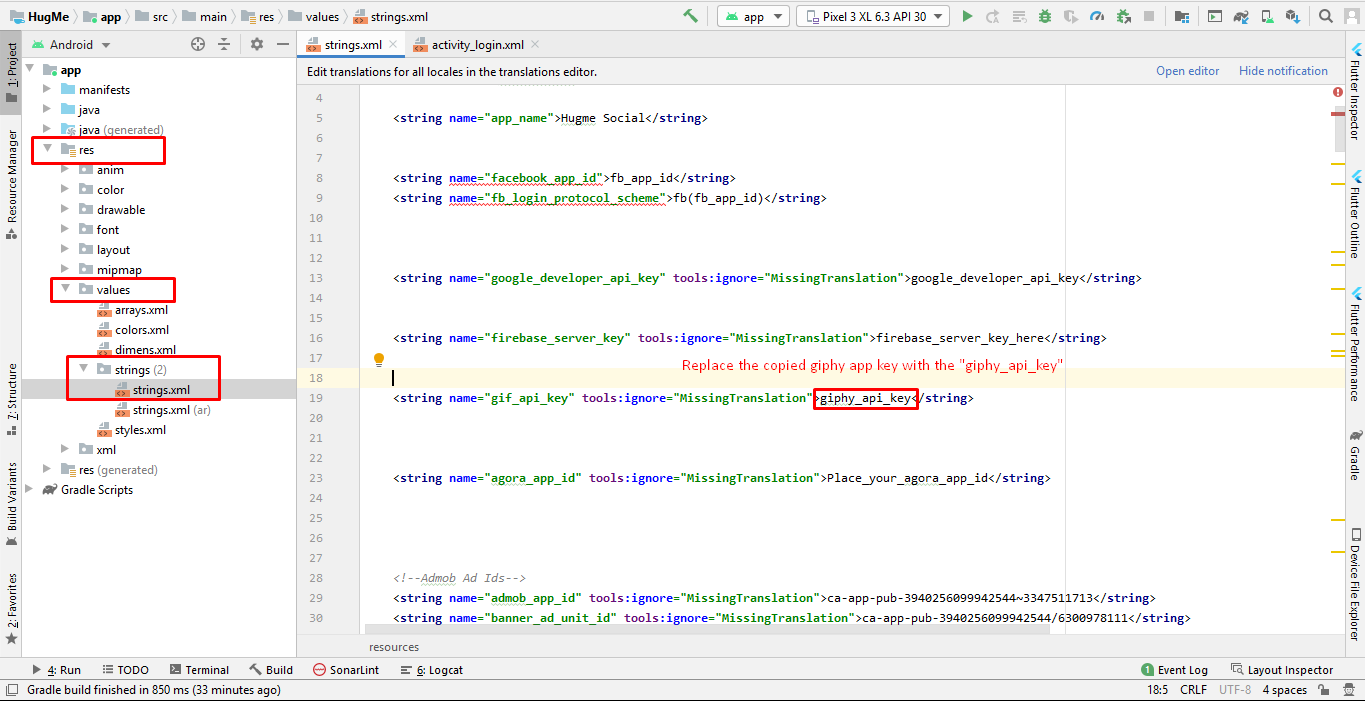 HugMe app src main res values strings.xml app Pixel 3 XL 6.3 API 30
1: Project
Resource Manager
7: Structure
Build Variants
2: Favorites
Android
app
manifests
java
java (generated)
res
anim
color
drawable
font
layout
mipmap
values
arrays.xml
colors.xml
dimens.xml
strings (2)
strings.xml
strings.xml (ar)
styles.xml
xml
res (generated)
Gradle Scripts
strings.xml activity_login.xml
Edit translations for all locales in the translations editor. Open editor Hide notification
4
5 <string name="app_name">Hugme Social</string>
6
7
8 <string name="facebook_app_id">fb_app_id</string>
9 <string name="fb_login_protocol_scheme">fb(fb_app_id)</string>
10
11
12
13 <string name="google_developer_api_key" tools:ignore="MissingTranslation">google_developer_api_key</string>
14
15
16 <string name="firebase_server_key" tools:ignore="MissingTranslation">firebase_server_key_here</string>
17
Replace the copied giphy app key with the "giphy_api_key"
18
19 <string name="gif_api_key" tools:ignore="MissingTranslation">giphy_api_key</string>
20
21
22
23 <string name="agora_app_id" tools:ignore="MissingTranslation">Place_your_agora_app_id</string>
24
25
26
27
28 <!--Admob Ad Ids-->
29 <string name="admob_app_id" tools:ignore="MissingTranslation">ca-app-pub-3940256099942544~3347511713</string>
30 <string name="banner_ad_unit_id" tools:ignore="MissingTranslation">ca-app-pub-3940256099942544/6300978111</string>
resources
Flutter Inspector
Flutter Outline
Flutter Performance
Gradle
Device File Explorer
4: Run TODO Terminal Build SonarLint 6: Logcat 1 Event Log Layout Inspector
Gradle build finished in 850 ms (33 minutes ago) 18:5 CRLF UTF-8 4 spaces